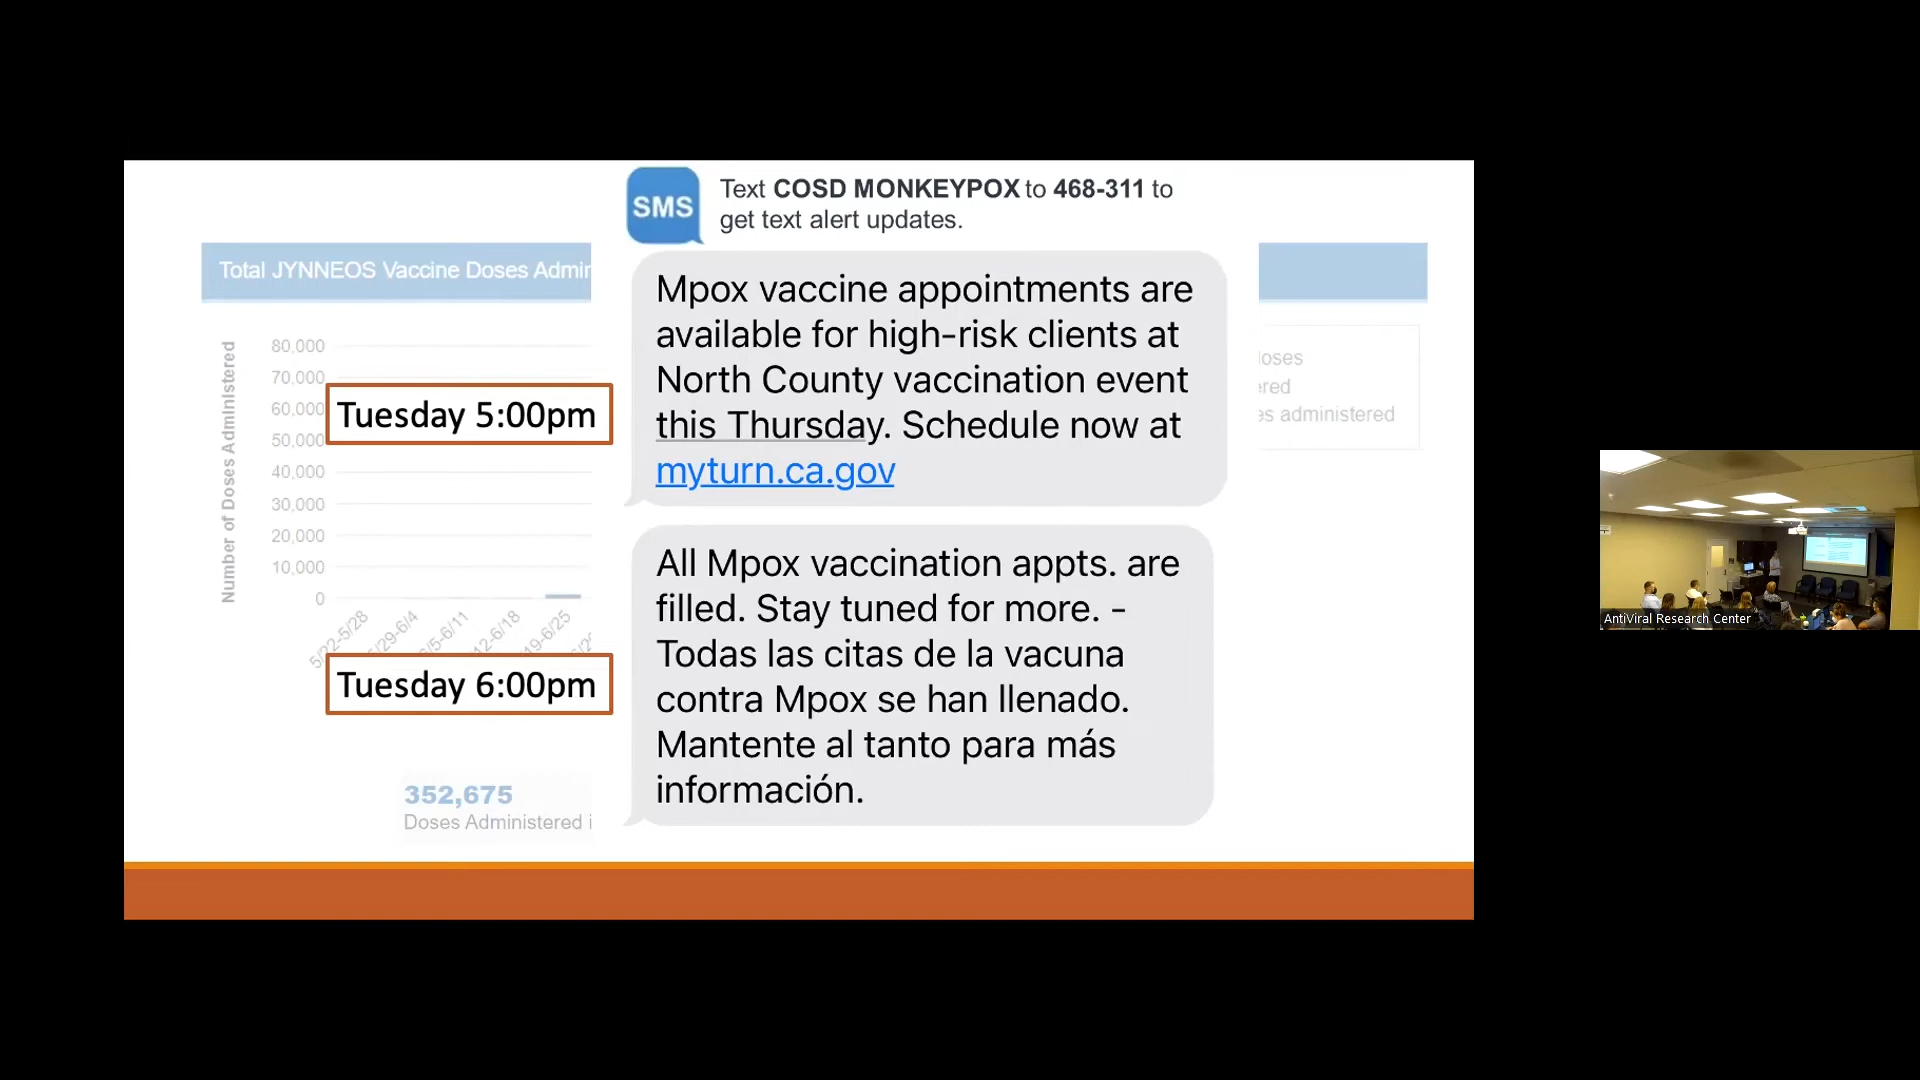 SMS
Text COSD MONKEYPOX to 468-311 to
get text alert updates.
Total JYNNEOS Vaccine Doses
Mpox vaccine appointments are
available for high-risk clients at
North County vaccination event
this Thursday. Schedule now at
myturn.ca.gov
Number of Doses Administered
80,000
70,000
60,000
50,000
40,000
30,000
20,000
10,000
0
Tuesday 5:00pm
administered
All Mpox vaccination appts. are
filled. Stay tuned for more. -
Todas las citas de la vacuna
contra Mpox se han llenado.
Mantente al tanto para más
información.
Tuesday 6:00pm
352,675
Doses Administered
AntiViral Research Center